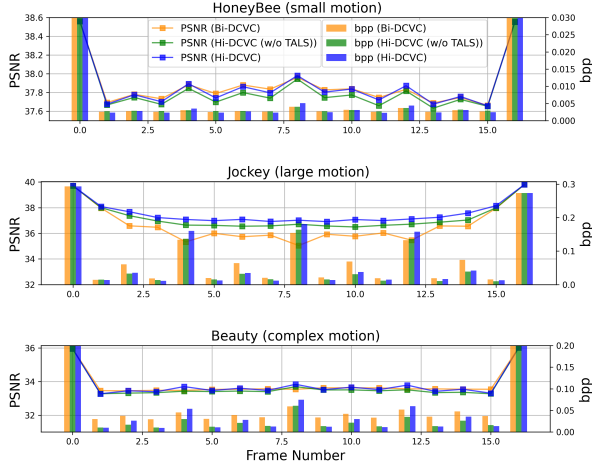 HoneyBee (small motion)
PSNR
38.6
38.4
38.2
38.0
37.8
37.6
PSNR (Bi-DCVC)
PSNR (Hi-DCVC (w/o TALS))
PSNR (Hi-DCVC)
bpp (Bi-DCVC)
bpp (Hi-DCVC (w/o TALS))
bpp (Hi-DCVC)
0.030
0.025
0.020
0.015
0.010
0.005
0.000
bpp
0.0 2.5 5.0 7.5 10.0 12.5 15.0
Jockey (large motion)
PSNR
40
38
36
34
32
0.3
0.2
0.1
0.0
bpp
0.0 2.5 5.0 7.5 10.0 12.5 15.0
Beauty (complex motion)
PSNR
36
34
32
0.20
0.15
0.10
0.05
0.00
bpp
0.0 2.5 5.0 7.5 10.0 12.5 15.0
Frame Number